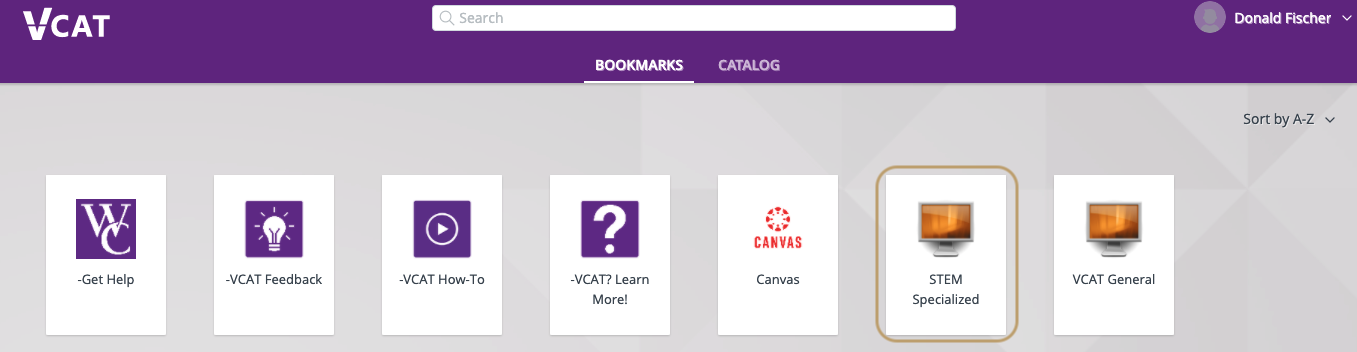 VCAT
Search
Donald Fischer
BOOKMARKS CATALOG
Sort by A-Z
WC
-Get Help
-VCAT Feedback
-VCAT How-To
?
-VCAT? Learn
More!
CANVAS
Canvas
STEM
Specialized
VCAT General